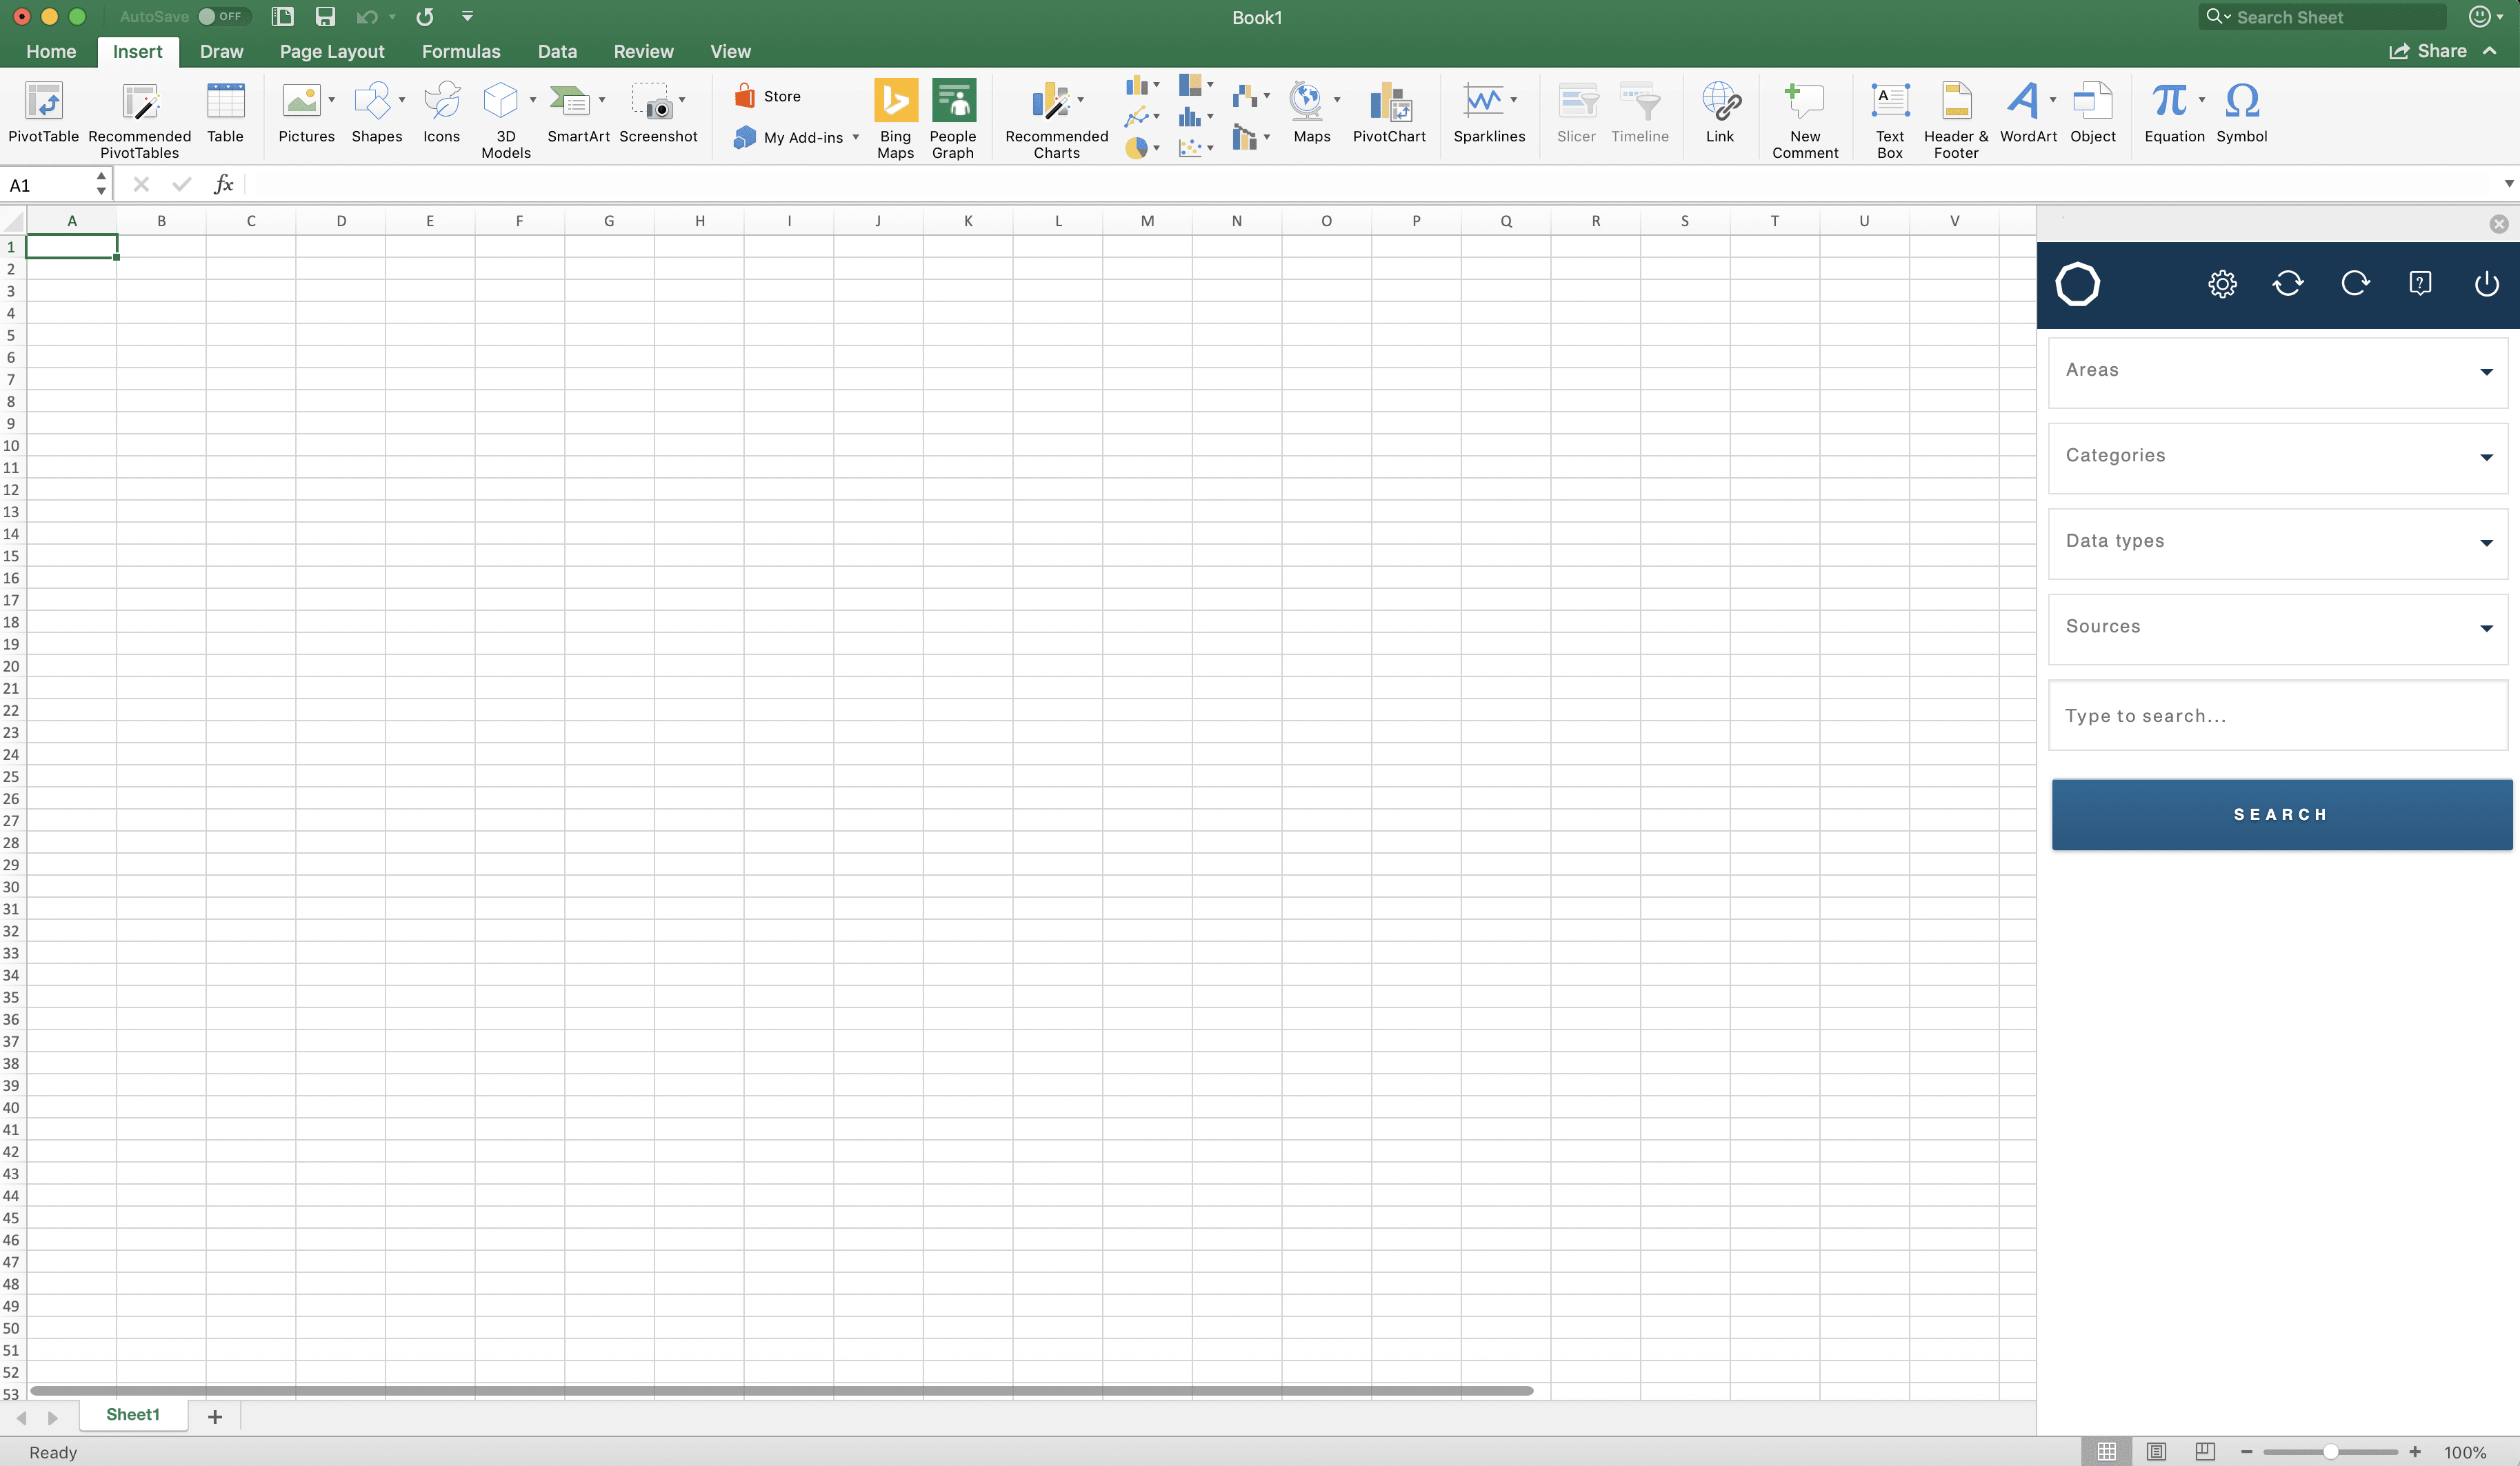 AutoSave OFF
Book1
Search Sheet
Home Insert Draw Page Layout Formulas Data Review View
Share
PivotTable
Recommended
PivotTables
Table
Pictures
Shapes
Icons
3D
Models
SmartArt
Screenshot
Store
My Add-ins
Bing
Maps
People
Graph
Recommended
Charts
Maps
PivotChart
Sparklines
Slicer
Timeline
Link
New
Comment
Text
Box
Header &
Footer
WordArt
Object
Equation
Symbol
A1
fx
A B C D E F G H I J K L M N O P Q R S T U V
1
2
3
4
5
6
7
8
9
10
11
12
13
14
15
16
17
18
19
20
21
22
23
24
25
26
27
28
29
30
31
32
33
34
35
36
37
38
39
40
41
42
43
44
45
46
47
48
49
50
51
52
53
Areas
Categories
Data types
Sources
Type to search...
SEARCH
Sheet1
Ready
100%